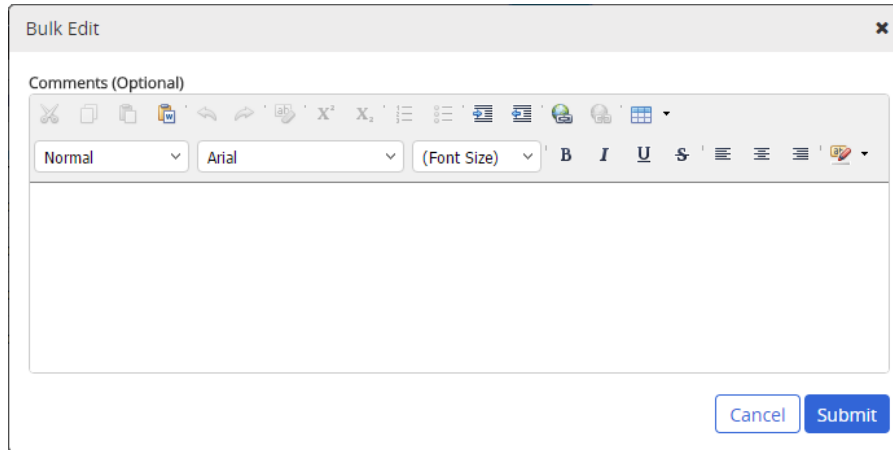 Bulk Edit
Comments (Optional)
Normal Arial (Font Size) B I U S
Cancel Submit